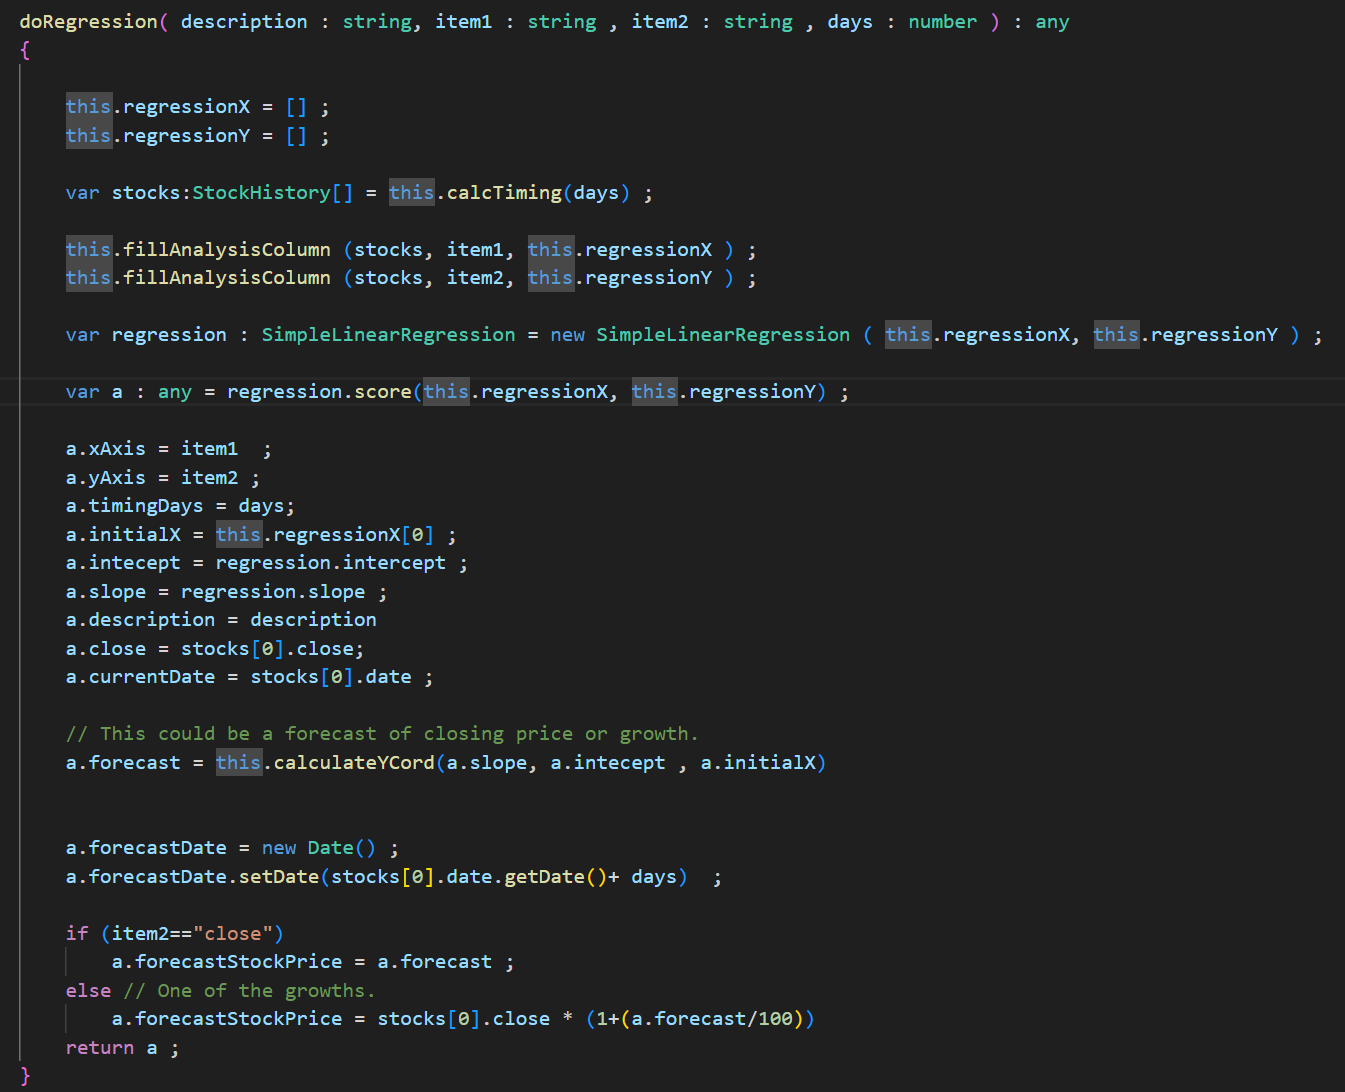 doRegression( description : string, item1 : string , item2 : string , days : number ) : any
{
this.regressionX = [] ;
this.regressionY = [] ;
var stocks:StockHistory[] = this.calcTiming(days) ;
this.fillAnalysisColumn (stocks, item1, this.regressionX ) ;
this.fillAnalysisColumn (stocks, item2, this.regressionY ) ;
var regression : SimpleLinearRegression = new SimpleLinearRegression ( this.regressionX, this.regressionY ) ;
var a : any = regression.score(this.regressionX, this.regressionY) ;
a.xAxis = item1  ;
a.yAxis = item2 ;
a.timingDays = days;
a.initialX = this.regressionX[0] ;
a.intecept = regression.intercept ;
a.slope = regression.slope ;
a.description = description
a.close = stocks[0].close;
a.currentDate = stocks[0].date ;
// This could be a forecast of closing price or growth.
a.forecast = this.calculateYCord(a.slope, a.intecept , a.initialX)
a.forecastDate = new Date() ;
a.forecastDate.setDate(stocks[0].date.getDate()+ days)  ;
if (item2=="close")
a.forecastStockPrice = a.forecast ;
else // One of the growths.
a.forecastStockPrice = stocks[0].close * (1+(a.forecast/100))
return a ;
}